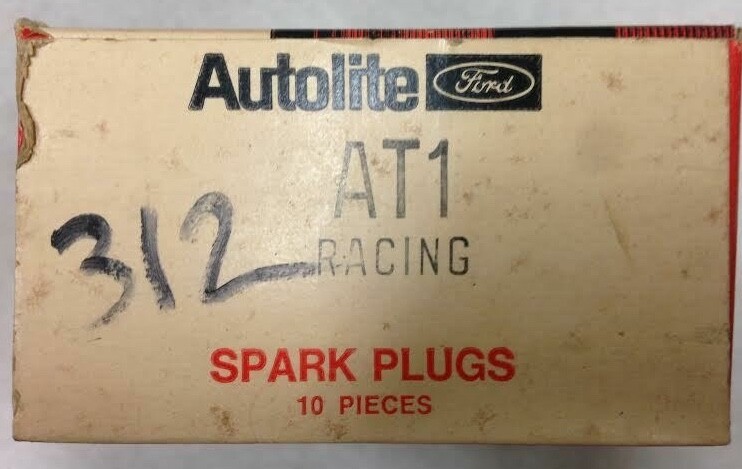 Autolite Ford
AT1
312
RACING
SPARK PLUGS
10 PIECES